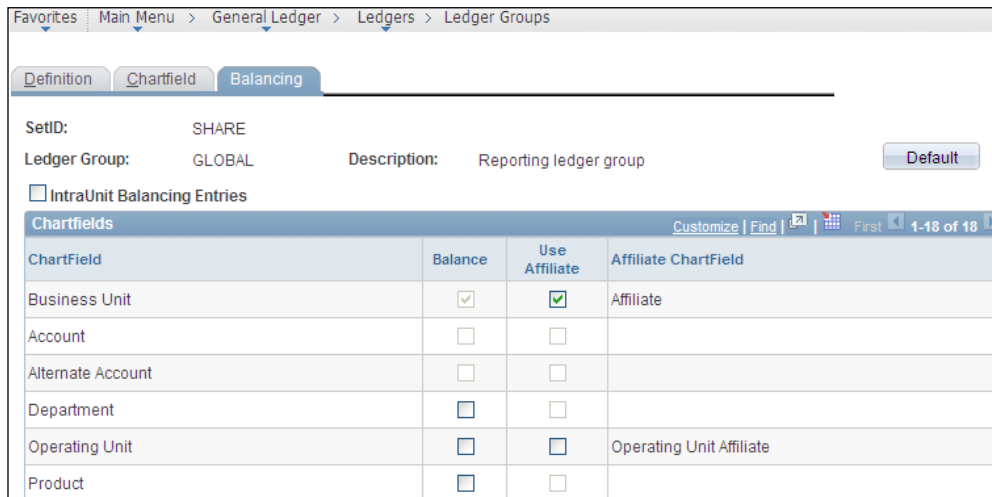 Favorites Main Menu > General Ledger > Ledgers > Ledger Groups
Definition Chartfield Balancing
SetID: SHARE
Ledger Group: GLOBAL Description: Reporting ledger group Default
IntraUnit Balancing Entries
Chartfields Customize | Find | | First 1-18 of 18
ChartField Balance Use Affiliate Affiliate ChartField
Business Unit Affiliate
Account
Alternate Account
Department
Operating Unit Operating Unit Affiliate
Product